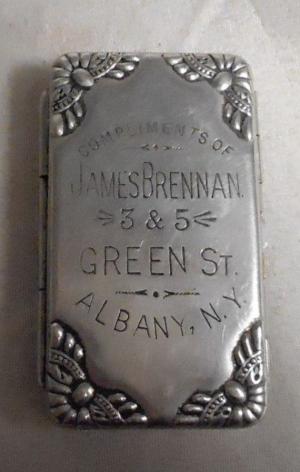 COMPLIMENTS OF
JAMES BRENNAN.
3 & 5
GREEN ST.
ALBANY, N.Y.